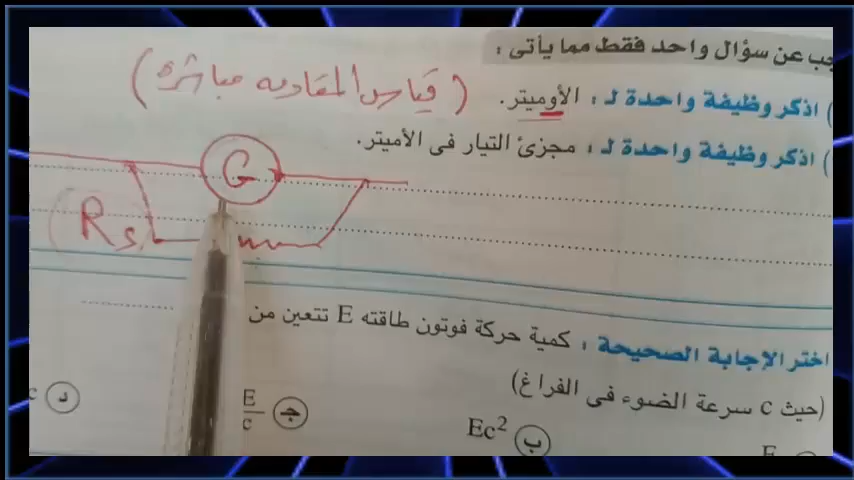 جب عن سؤال واحد فقط مما يأتى :
) اذكر وظيفة واحدة لـ : الأوميتر. (قياس المقاومه مباشرة)
) اذكر وظيفة واحدة لـ : مجزئ التيار فى الأميتر.
G
Rs
اختر الإجابة الصحيحة : كمية حركة فوتون طاقته E تتعين من
(حيث c سرعة الضوء فى الفراغ)
ب Ec²
ج E/c
د c